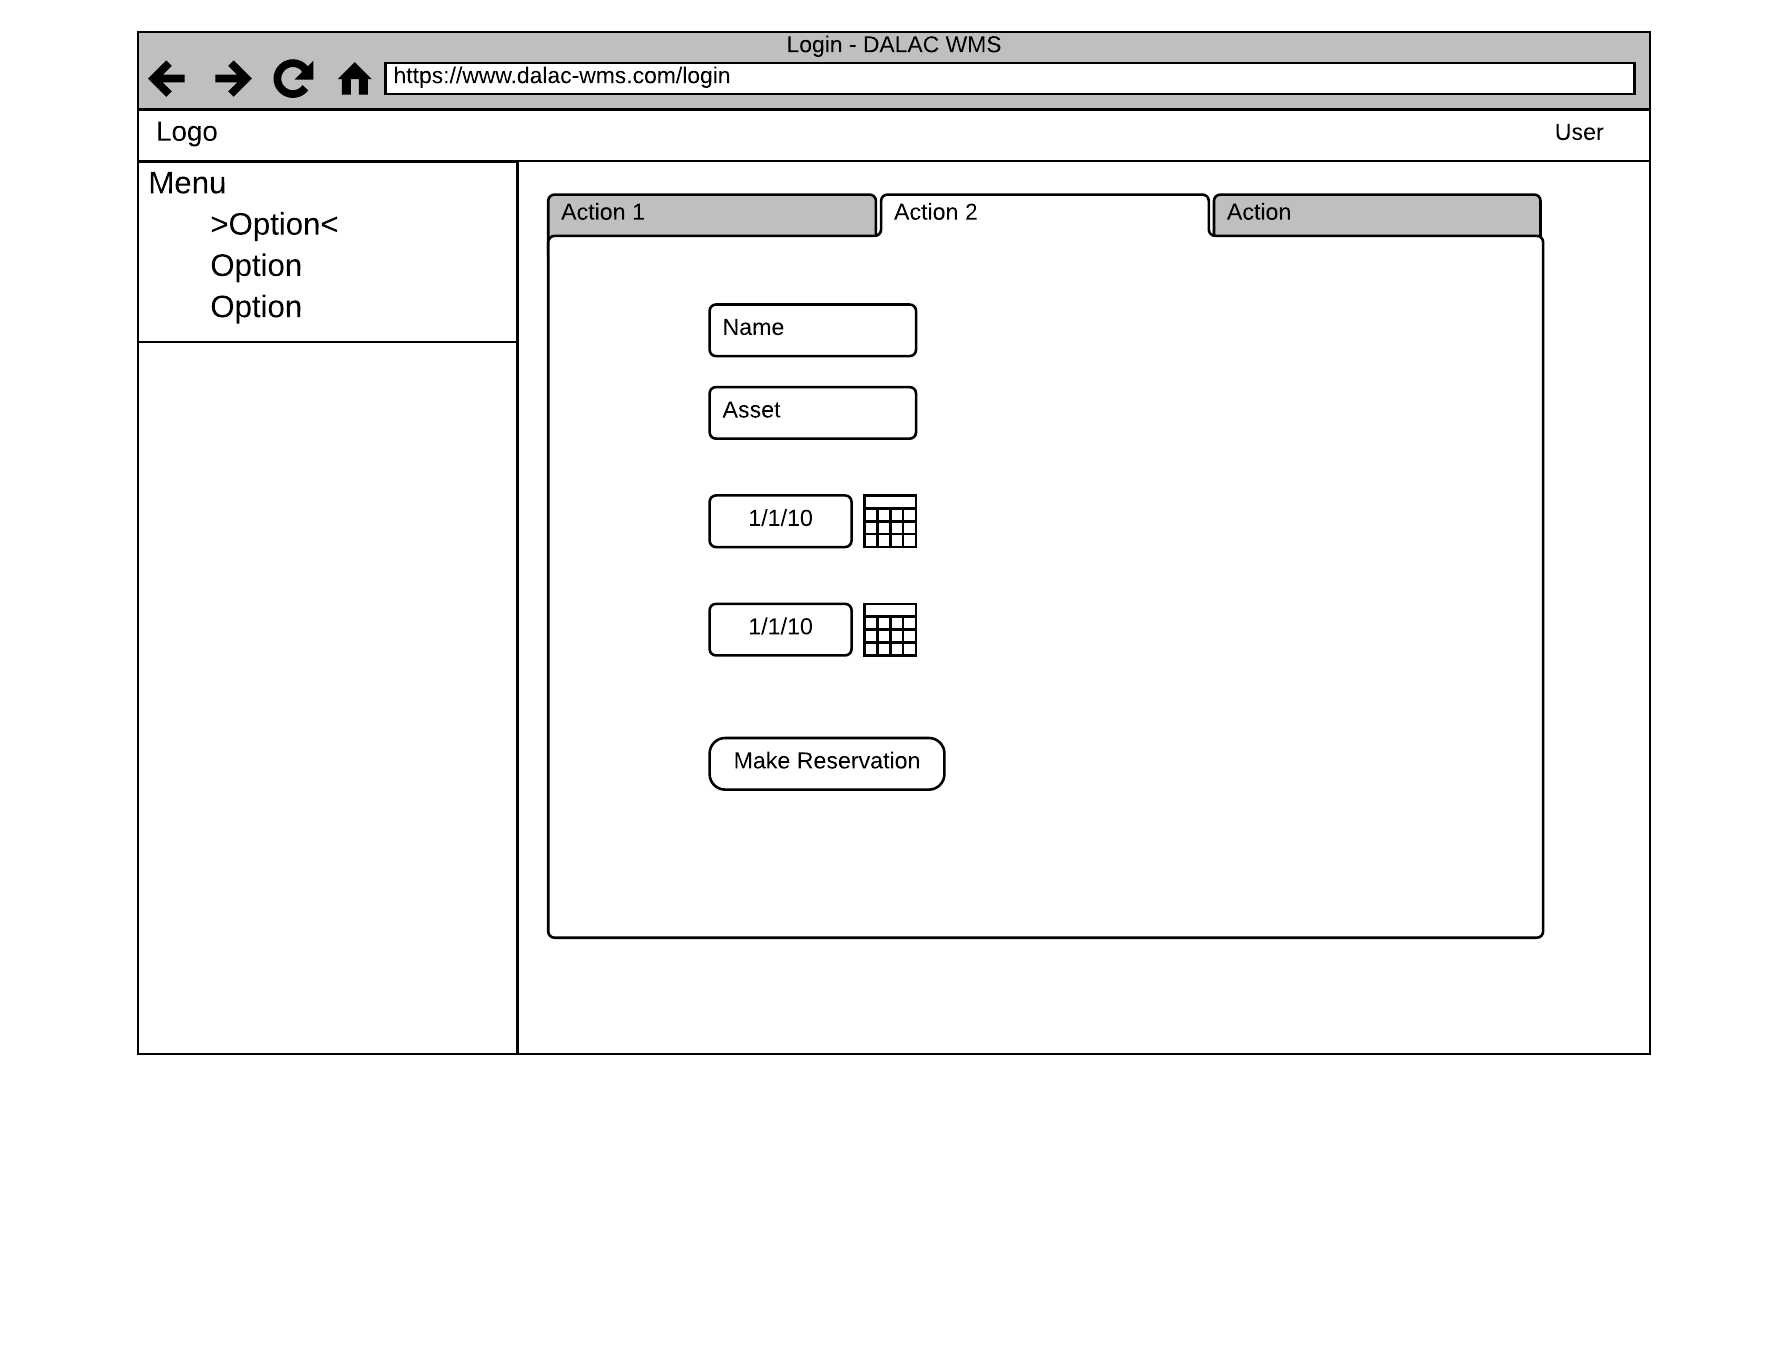 Login - DALAC WMS
https://www.dalac-wms.com/login
Logo
User
Menu
>Option<
Option
Option
Action 1
Action 2
Action
Name
Asset
1/1/10
1/1/10
Make Reservation